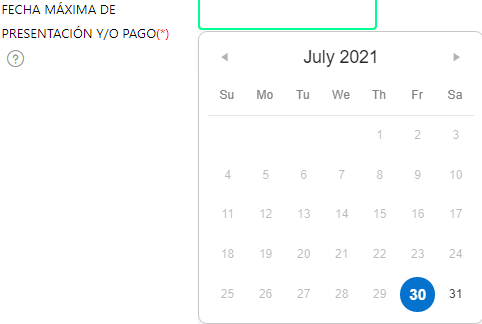 FECHA MÁXIMA DE
PRESENTACIÓN Y/O PAGO(*)
?
July 2021
Su Mo Tu We Th Fr Sa
1 2 3
4 5 6 7 8 9 10
11 12 13 14 15 16 17
18 19 20 21 22 23 24
25 26 27 28 29 30 31